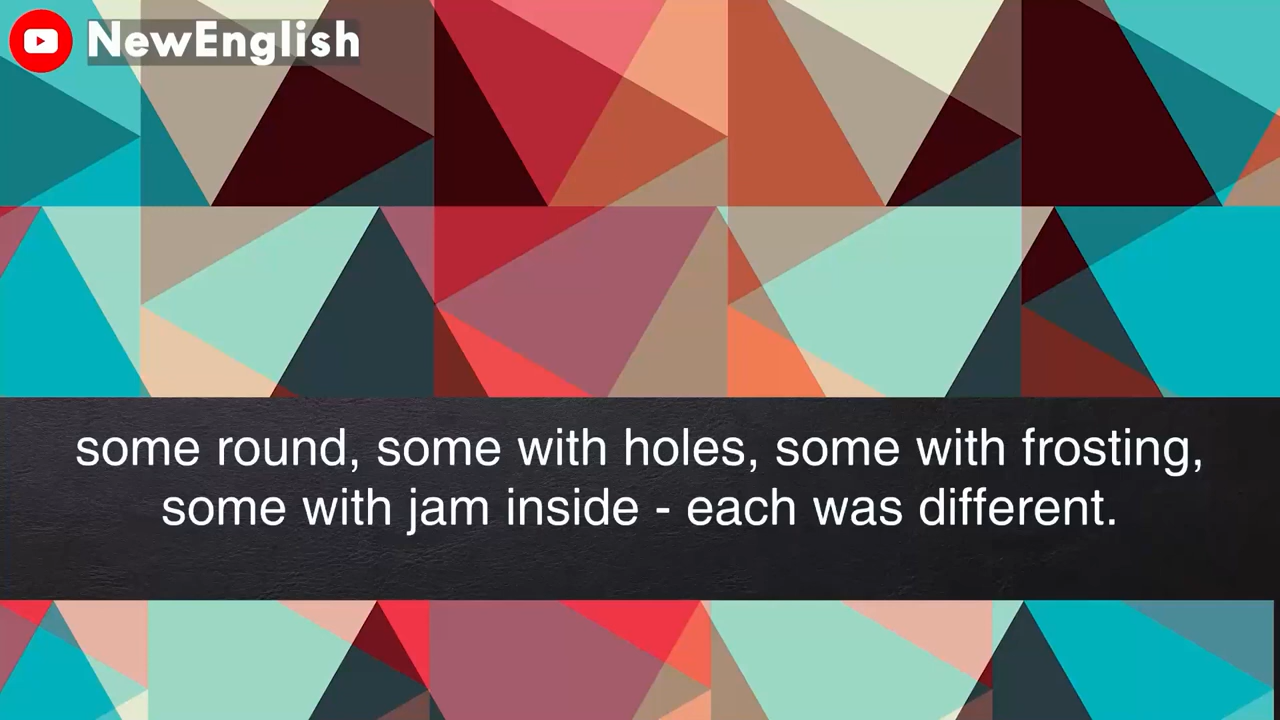 NewEnglish
some round, some with holes, some with frosting,
some with jam inside - each was different.